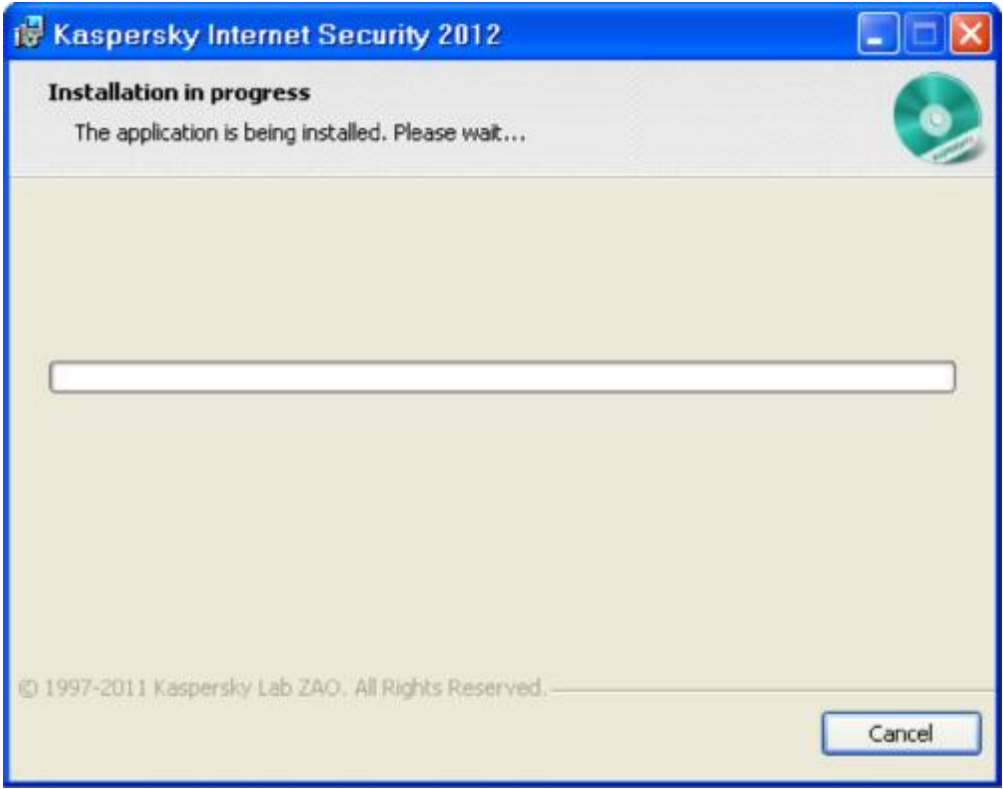 Kaspersky Internet Security 2012
Installation in progress
The application is being installed. Please wait...
© 1997-2011 Kaspersky Lab ZAO. All Rights Reserved.
Cancel